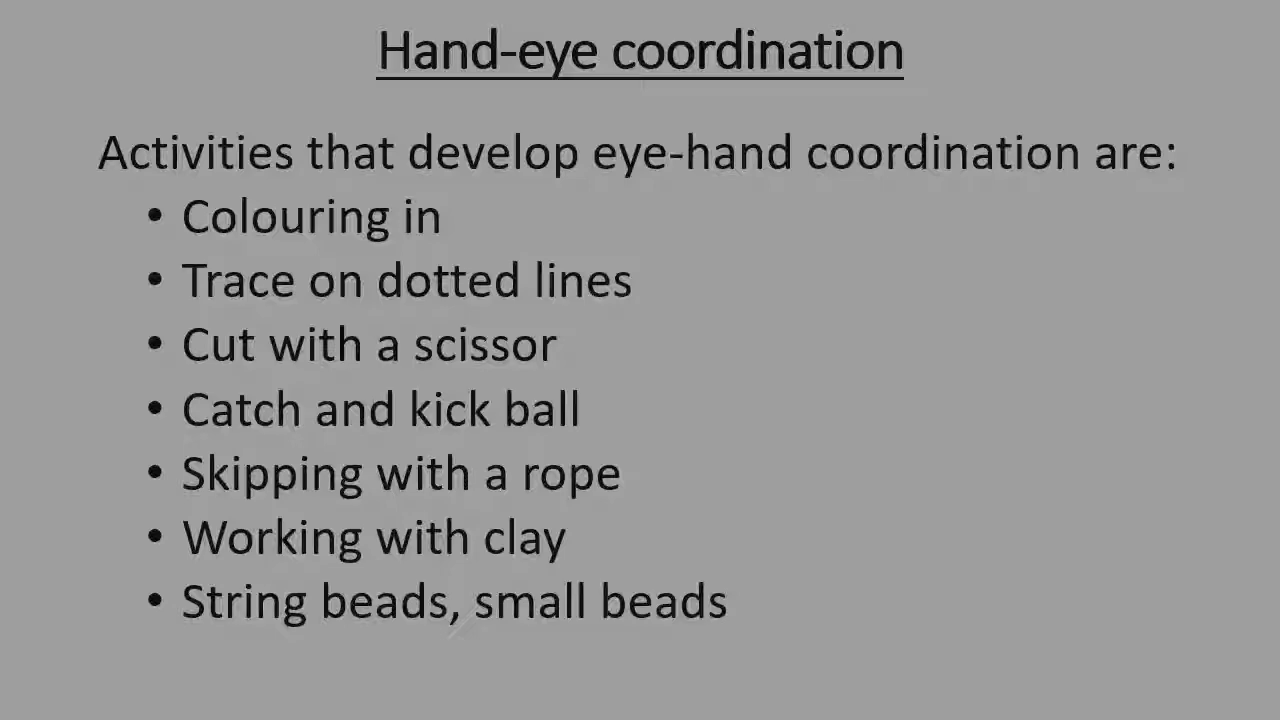 Hand-eye coordination
Activities that develop eye-hand coordination are:
• Colouring in
• Trace on dotted lines
• Cut with a scissor
• Catch and kick ball
• Skipping with a rope
• Working with clay
• String beads, small beads